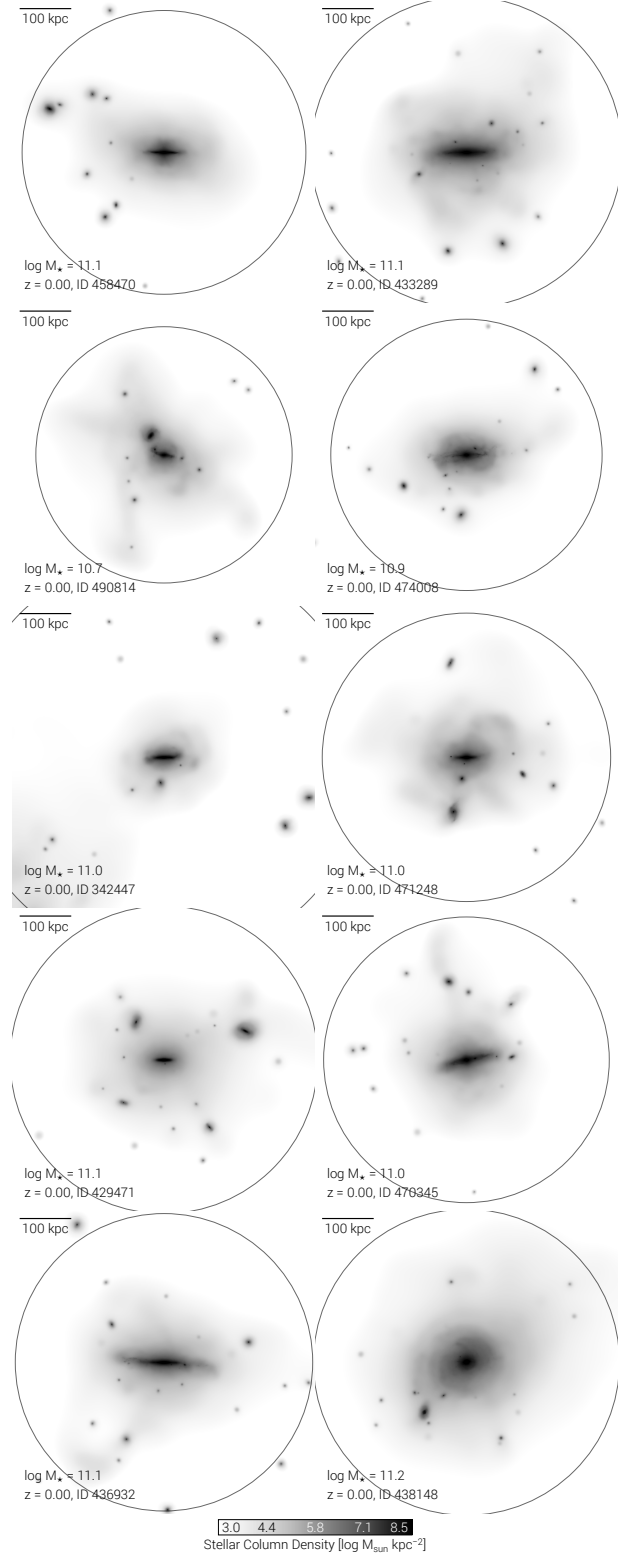 100 kpc
log M★ = 11.1
z = 0.00, ID 458470
100 kpc
log M★ = 11.1
z = 0.00, ID 433289
100 kpc
log M★ = 10.7
z = 0.00, ID 490814
100 kpc
log M★ = 10.9
z = 0.00, ID 474008
100 kpc
log M★ = 11.0
z = 0.00, ID 342447
100 kpc
log M★ = 11.0
z = 0.00, ID 471248
100 kpc
log M★ = 11.1
z = 0.00, ID 429471
100 kpc
log M★ = 11.0
z = 0.00, ID 470345
100 kpc
log M★ = 11.1
z = 0.00, ID 436932
100 kpc
log M★ = 11.2
z = 0.00, ID 438148
3.0 4.4 5.8 7.1 8.5
Stellar Column Density [log Msun kpc⁻²]